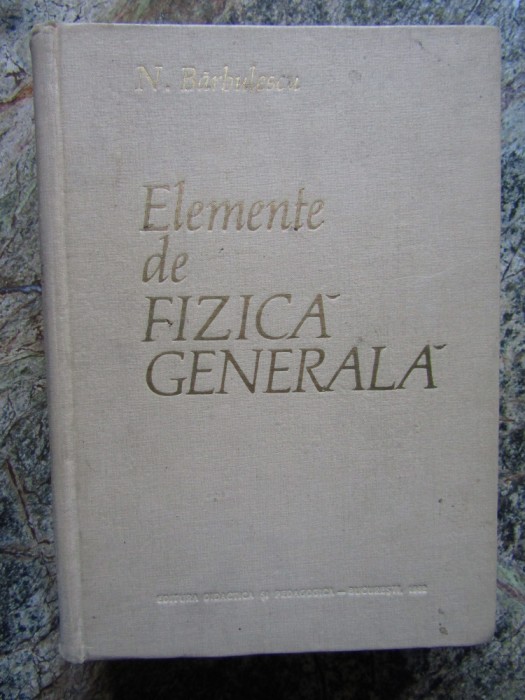 N. Bărbulescu
Elemente
de
FIZICĂ
GENERALĂ
EDITURA DIDACTICĂ ȘI PEDAGOGICĂ — BUCUREȘTI,